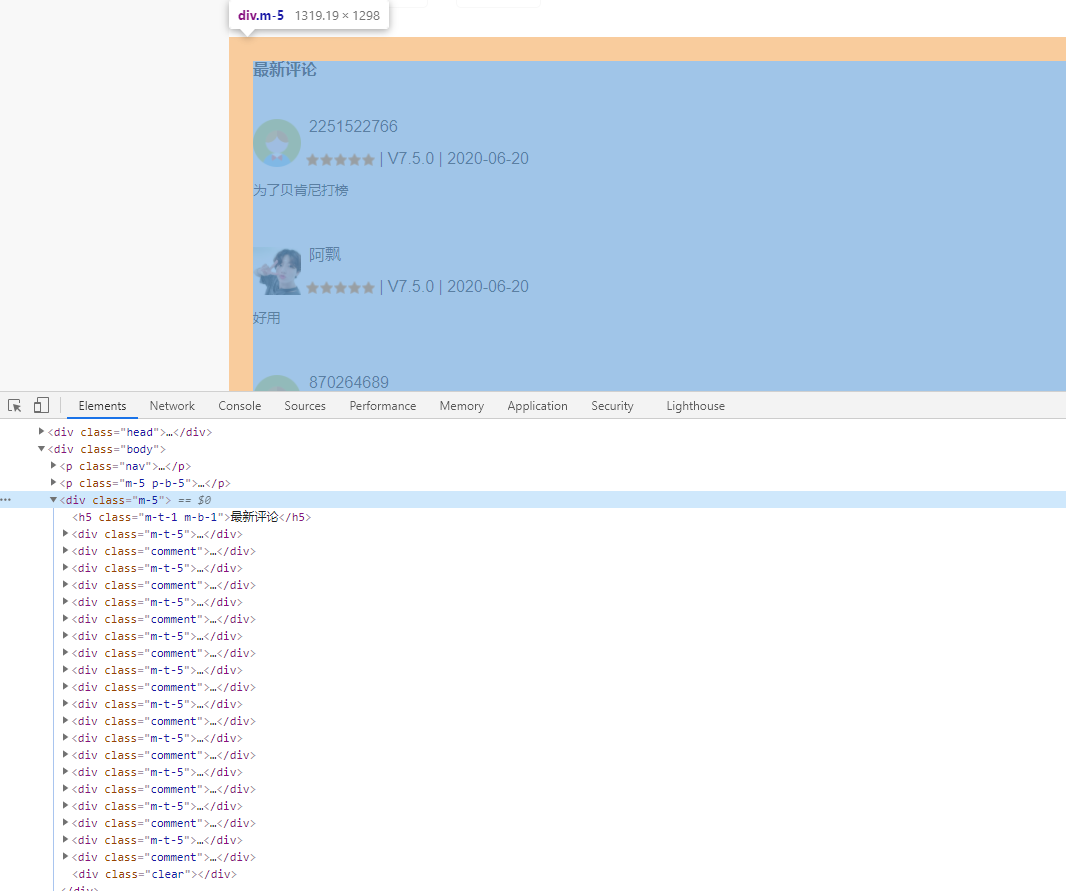 div.m-5 1319.19 × 1298
最新评论
2251522766
★★★★★ | V7.5.0 | 2020-06-20
为了贝肯尼打榜
阿飘
★★★★★ | V7.5.0 | 2020-06-20
好用
870264689
Elements Network Console Sources Performance Memory Application Security Lighthouse
<div class="head">…</div>
<div class="body">
<p class="nav">…</p>
<p class="m-5 p-b-5">…</p>
<div class="m-5"> == $0
<h5 class="m-t-1 m-b-1">最新评论</h5>
<div class="m-t-5">…</div>
<div class="comment">…</div>
<div class="m-t-5">…</div>
<div class="comment">…</div>
<div class="m-t-5">…</div>
<div class="comment">…</div>
<div class="m-t-5">…</div>
<div class="comment">…</div>
<div class="m-t-5">…</div>
<div class="comment">…</div>
<div class="m-t-5">…</div>
<div class="comment">…</div>
<div class="m-t-5">…</div>
<div class="comment">…</div>
<div class="m-t-5">…</div>
<div class="comment">…</div>
<div class="m-t-5">…</div>
<div class="comment">…</div>
<div class="m-t-5">…</div>
<div class="comment">…</div>
<div class="clear"></div>
</div>